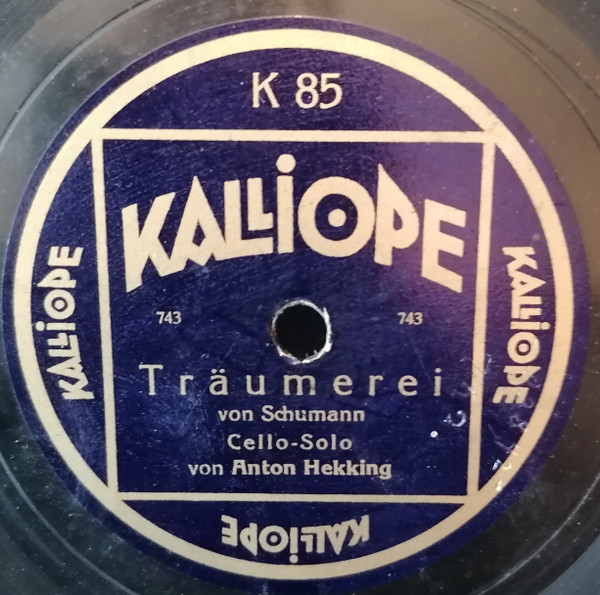 K 85
KALLIOPE
KALLIOPE
KALLIOPE
743 743
Träumerei
von Schumann
Cello-Solo
von Anton Hekking
KALLIOPE